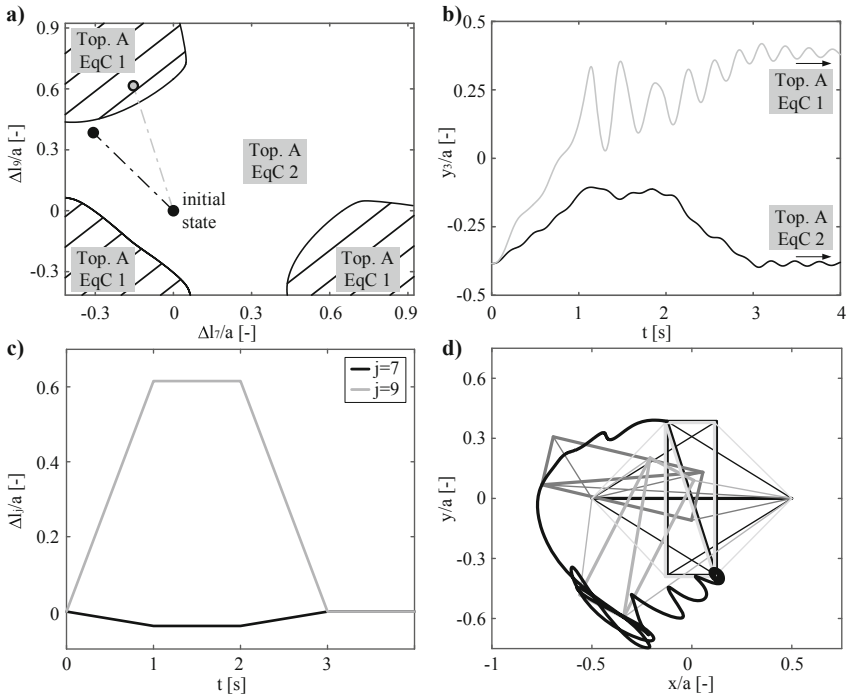 a)
0.9
0.6
0.3
0
-0.3
Δl₉/a [-]
Top. A
EqC 1
Top. A
EqC 2
initial
state
Top. A
EqC 1
Top. A
EqC 1
-0.3
0
0.3
0.6
0.9
Δl₇/a [-]
b)
0.5
0.25
0
-0.25
-0.5
y₃/a [-]
Top. A
EqC 1
Top. A
EqC 2
0
1
2
3
4
t [s]
c)
0.6
0.4
0.2
0
Δlⱼ/a [-]
j=7
j=9
0
1
2
3
t [s]
d)
0.6
0.3
0
-0.3
-0.6
y/a [-]
-1
-0.5
0
0.5
x/a [-]